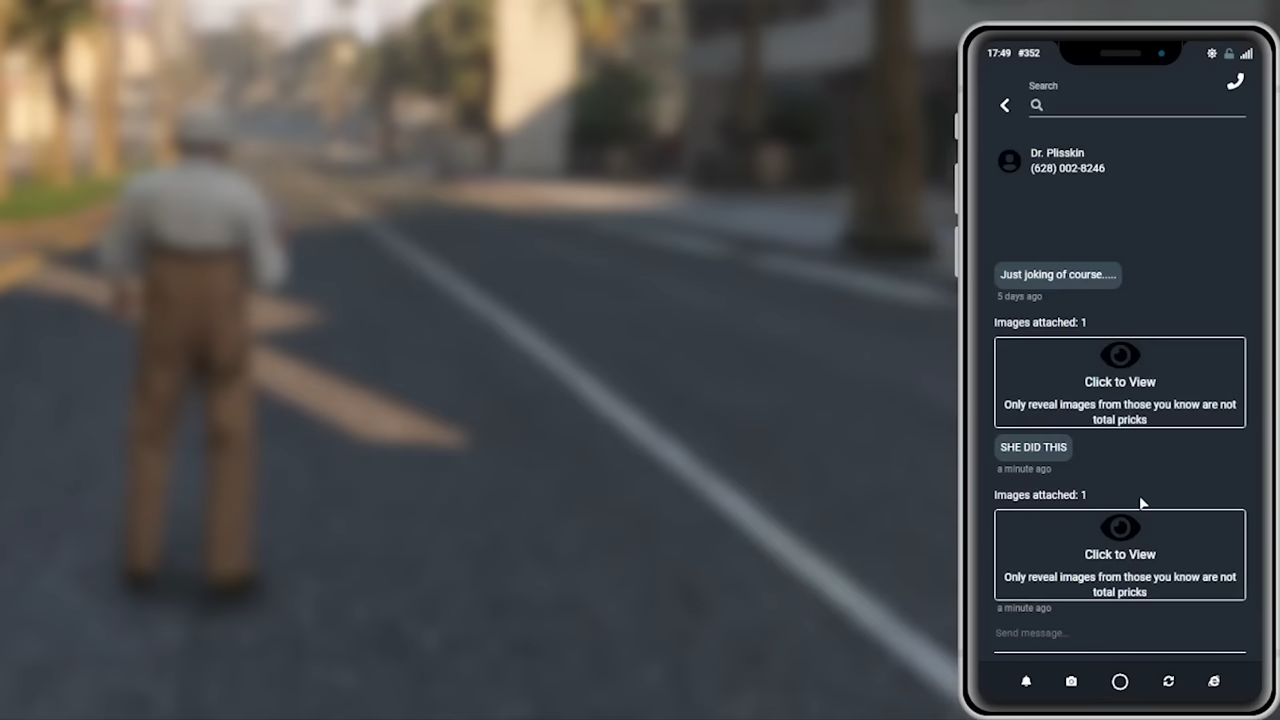 17:49 #352
Search
Dr. Plisskin
(628) 002-8246
Just joking of course.....
5 days ago
Images attached: 1
Click to View
Only reveal images from those you know are not
total pricks
SHE DID THIS
a minute ago
Images attached: 1
Click to View
Only reveal images from those you know are not
total pricks
a minute ago
Send message...